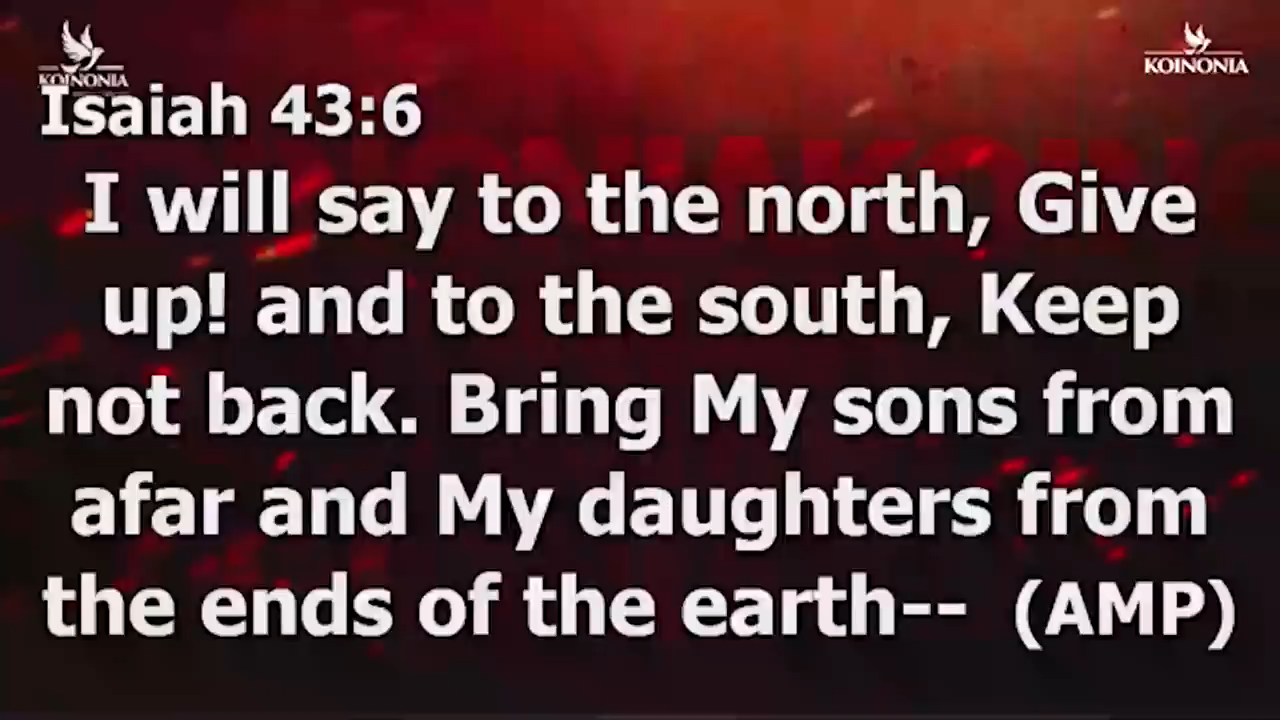 KOINONIA
KOINONIA
Isaiah 43:6
I will say to the north, Give
up! and to the south, Keep
not back. Bring My sons from
afar and My daughters from
the ends of the earth-- (AMP)